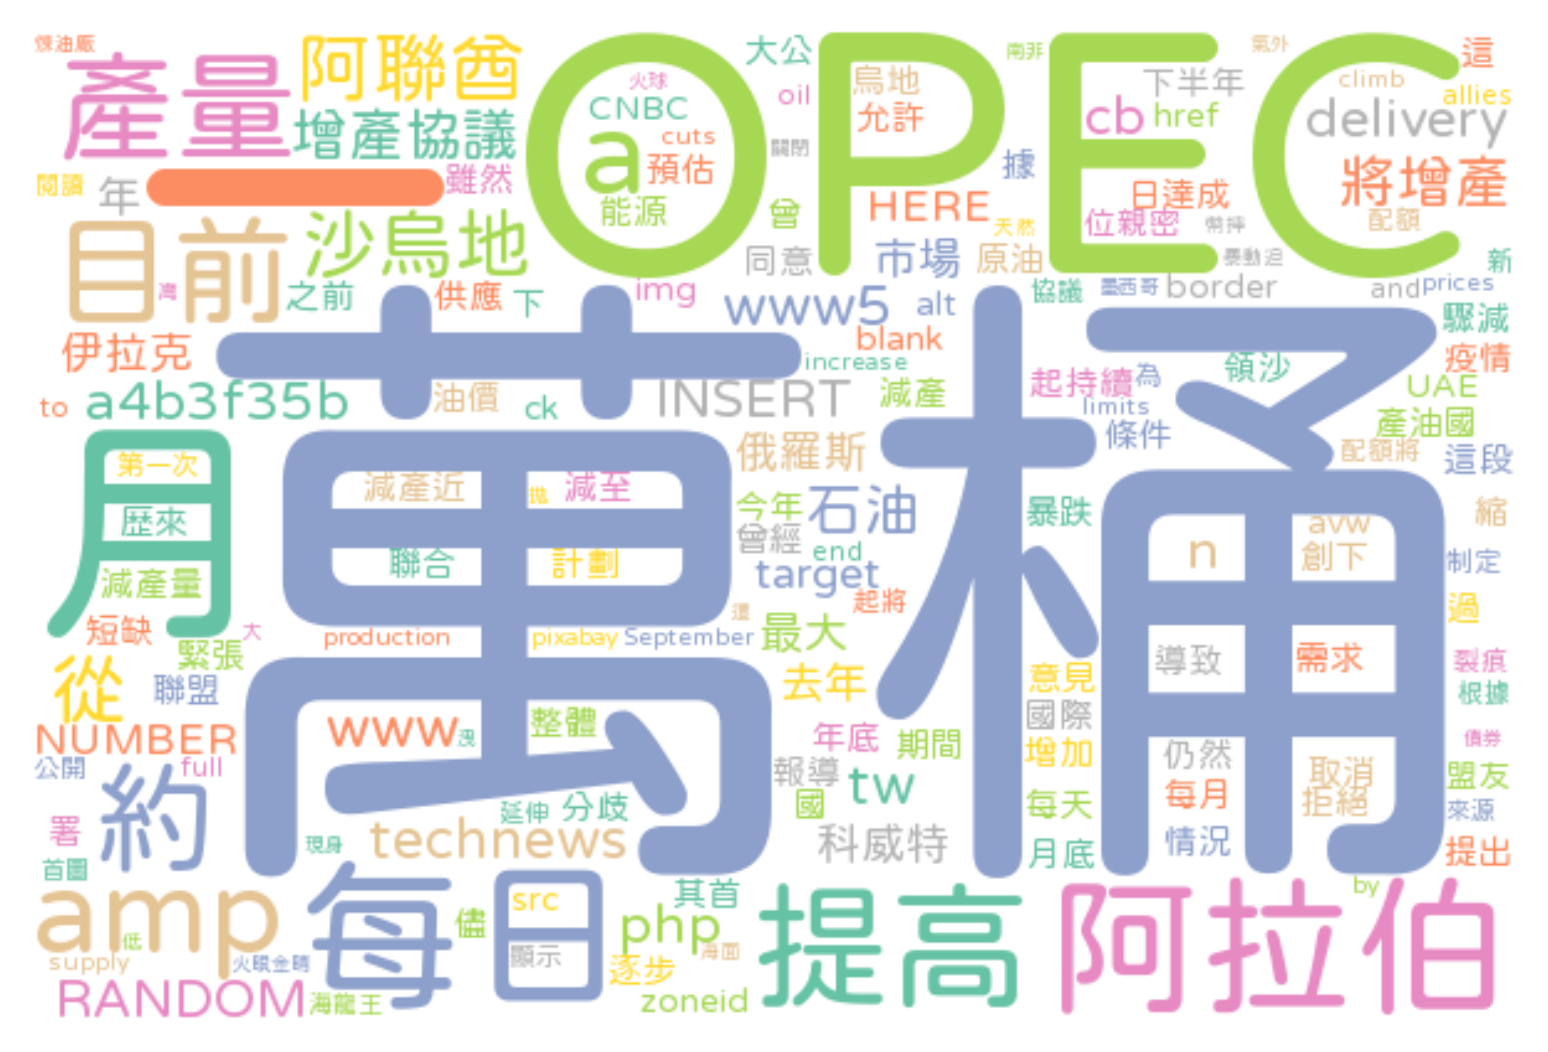 煉油廠
產量
阿聯酋
增產協議
閱讀
年
一
雖然
OPEC
火球
CNBC
a
cuts
預估
能源
大公
oil
關閉
烏地
允許
南非
據
cb
下半年
href
氣外
climb
delivery
這
allies
將增產
目前
灣
沙烏地
之前
供應
下
img
曾
HERE
同意
市場
天然
原油
日達成
位親密
幣摔
暴動迫
配額
新
協議
墨西哥
border
and
prices
www5
alt
blank
increase
伊拉克
to
a4b3f35b
油價
ck
INSERT
減產
起持續
為
limits
條件
領沙
驟減
疫情
UAE
產油國
配額將
這段
萬桶
月
第一次
歷來
減產量
減產近
拋
減至
聯合
計劃
俄羅斯
今年
曾經
石油
end
target
起將
還
暴跌
n
avw
創下
縮
制定
過
短缺
大
緊張
從
聯盟
NUMBER
公開
full
production
pixabay
September
最大
去年
意見
國際
增加
導致
需求
裂痕
根據
債券
盟友
來源
提出
www
洩
整體
年底
期間
報導
tw
國
每天
月底
仍然
每月
情況
取消
拒絕
約
署
首圖
現身
technews
延伸
分歧
科威特
amp
低
supply
火眼金睛
RANDOM
海龍王
每日
儘
src
顯示
其首
php
海面
逐步
zoneid
提高
阿拉伯
by